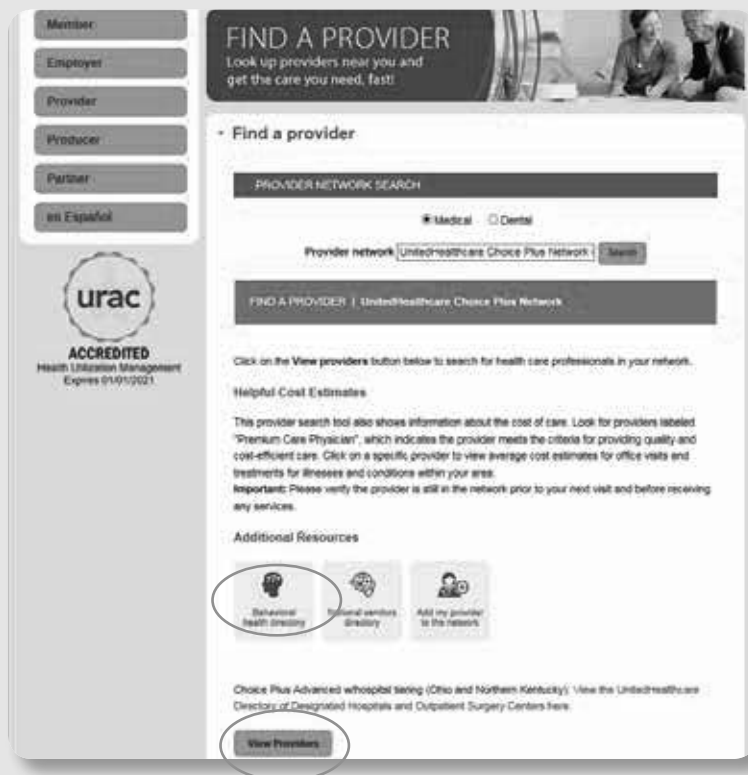 Member
Employer
Provider
Producer
Partner
en Español
urac
ACCREDITED
Health Utilization Management
Expires 01/01/2021
FIND A PROVIDER
Look up providers near you and
get the care you need, fast!
Find a provider
PROVIDER NETWORK SEARCH
Medical Dental
Provider network UnitedHealthcare Choice Plus Network Search
FIND A PROVIDER | UnitedHealthcare Choice Plus Network
Click on the View providers button below to search for health care professionals in your network.
Helpful Cost Estimates
This provider search tool also shows information about the cost of care. Look for providers labeled
"Premium Care Physician", which indicates the provider meets the criteria for providing quality and
cost-efficient care. Click on a specific provider to view average cost estimates for office visits and
treatments for illnesses and conditions within your area.
Important: Please verify the provider is still in the network prior to your next visit and before receiving
any services.
Additional Resources
Behavioral
health directory
National vendors
directory
Add my provider
to the network
Choice Plus Advanced w/hospital tiering (Ohio and Northern Kentucky): View the UnitedHealthcare
Directory of Designated Hospitals and Outpatient Surgery Centers here.
View Providers